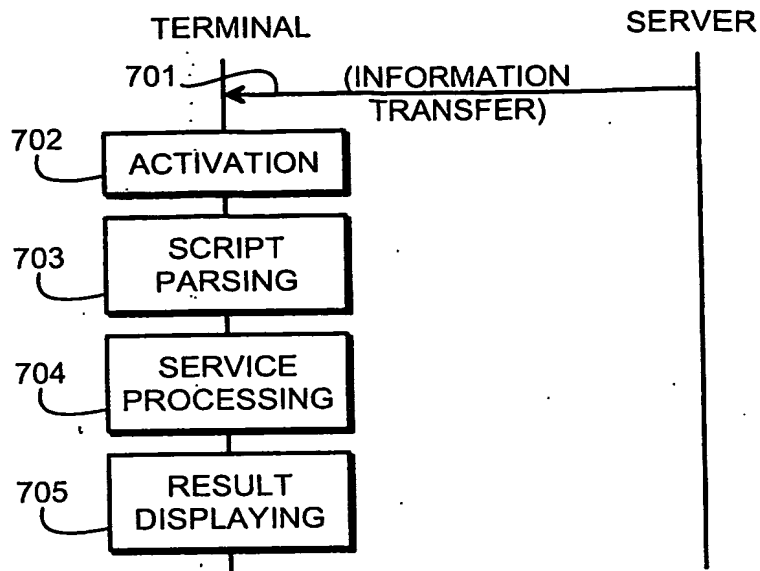 TERMINAL
SERVER
701
(INFORMATION
TRANSFER)
702
ACTIVATION
703
SCRIPT
PARSING
704
SERVICE
PROCESSING
705
RESULT
DISPLAYING